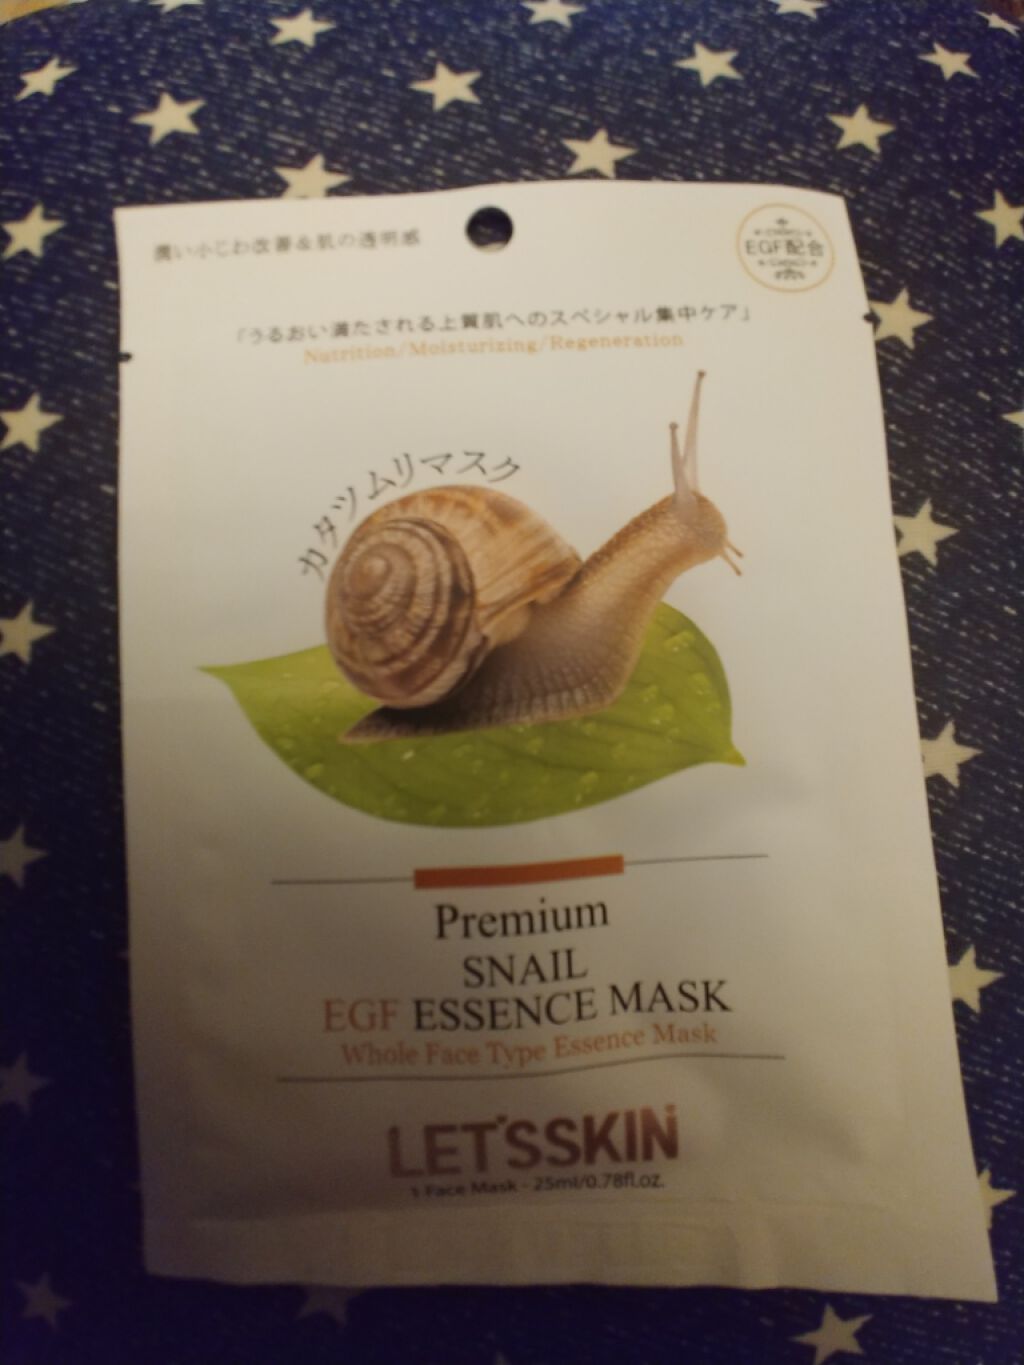 潤い小じわ改善&肌の透明感
EGF配合
「うるおい満たされる上質肌へのスペシャル集中ケア」
Nutrition/Moisturizing/Regeneration
カタツムリマスク
Premium
SNAIL
EGF ESSENCE MASK
Whole Face Type Essence Mask
LET'SSKIN
1 Face Mask - 25ml/0.78fl.oz.